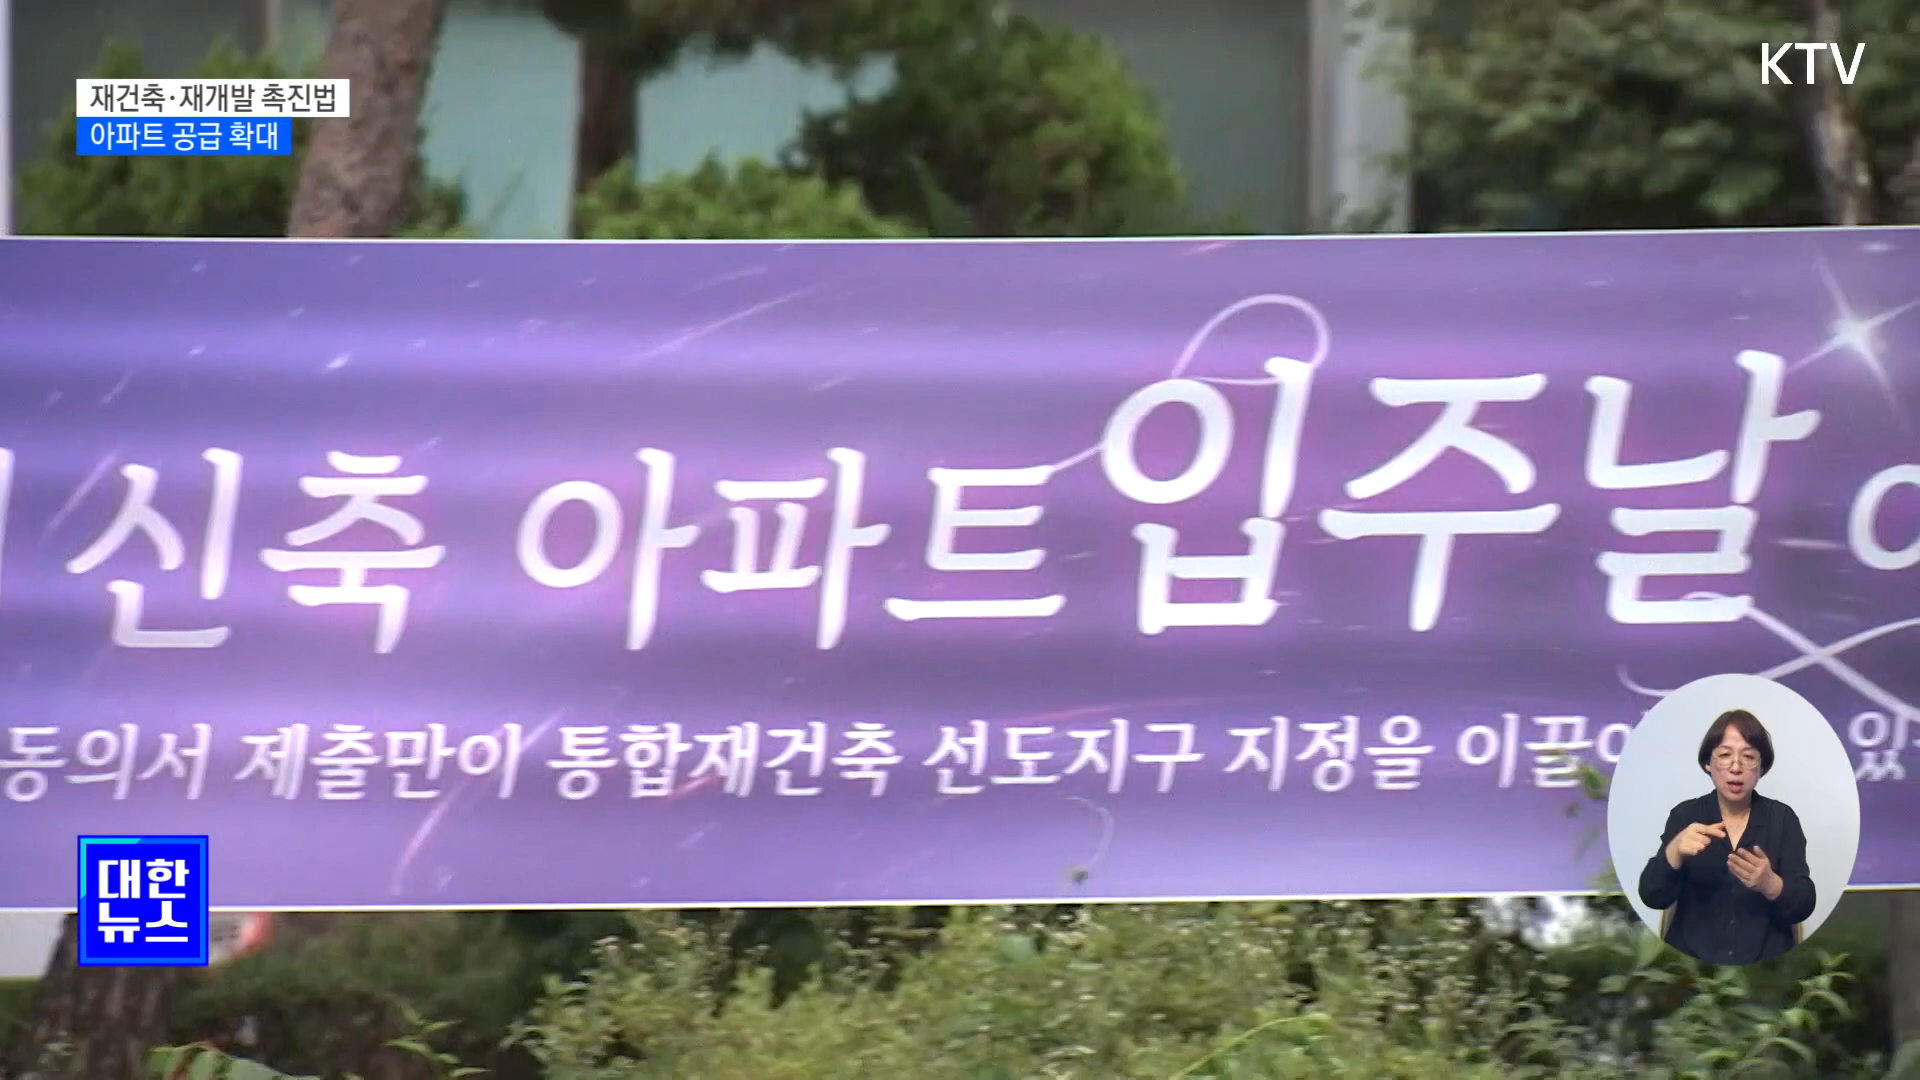 KTV
재건축·재개발 촉진법
아파트 공급 확대
신축 아파트 입주날
동의서 제출만이 통합재건축 선도지구 지정을 이끌
있
대한
뉴스